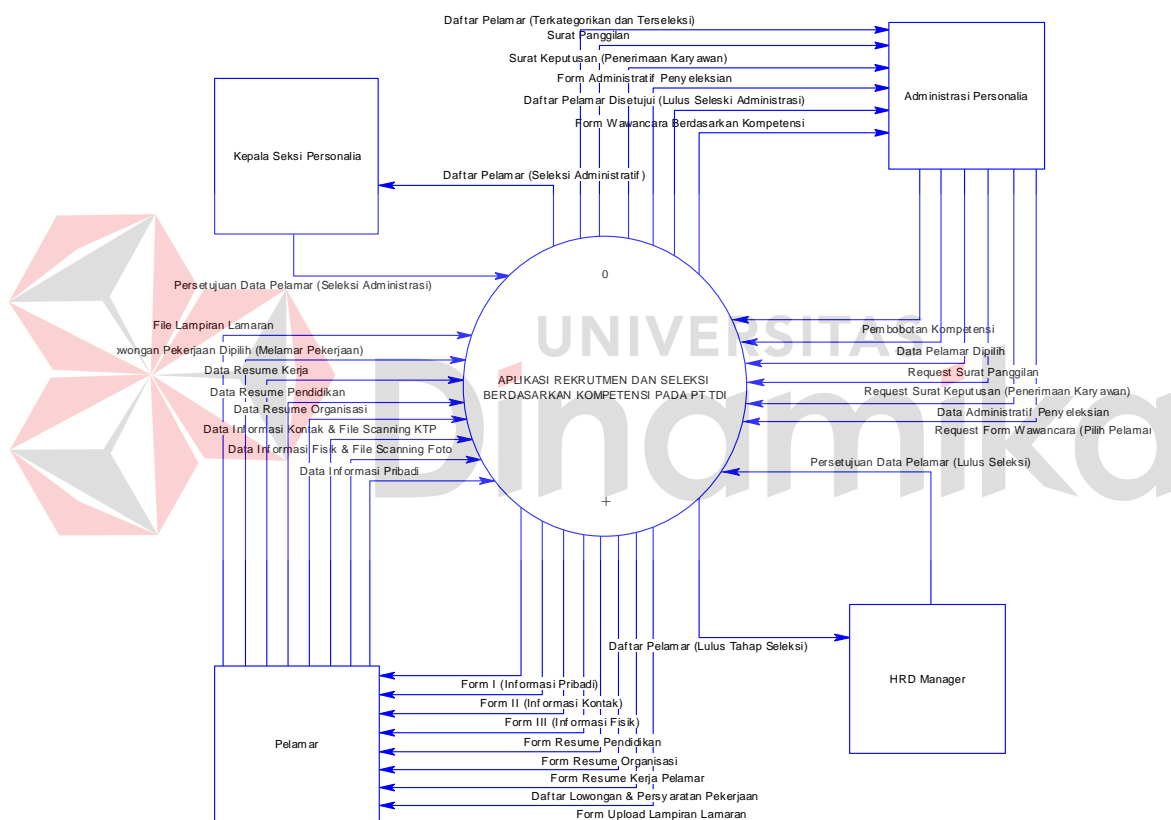 Daftar Pelamar (Terkategorikan dan Terseleksi)
Surat Panggilan
Surat Keputusan (Penerimaan Karyawan)
Form Administratif Penyeleksian
Daftar Pelamar Disetujui (Lulus Seleski Administrasi)
Form Wawancara Berdasarkan Kompetensi
Administrasi Personalia
Kepala Seksi Personalia
Daftar Pelamar (Seleksi Administratif)
Persetujuan Data Pelamar (Seleksi Administrasi)
0
File Lampiran Lamaran
owongan Pekerjaan Dipilih (Melamar Pekerjaan)
Data Resume Kerja
Data Resume Pendidikan
Data Resume Organisasi
Data Informasi Kontak & File Scanning KTP
Data Informasi Fisik & File Scanning Foto
Data Informasi Pribadi
APLIKASI REKRUTMEN DAN SELEKSI
BERDASARKAN KOMPETENSI PADA PT TDI
+
UNIVERSITAS
Dinamika
Pembobotan Kompetensi
Data Pelamar Dipilih
Request Surat Panggilan
Request Surat Keputusan (Penerimaan Karyawan)
Data Administratif Penyeleksian
Request Form Wawancara (Pilih Pelamar
Persetujuan Data Pelamar (Lulus Seleksi)
Daftar Pelamar (Lulus Tahap Seleksi)
HRD Manager
Pelamar
Form I (Informasi Pribadi)
Form II (Informasi Kontak)
Form III (Informasi Fisik)
Form Resume Pendidikan
Form Resume Organisasi
Form Resume Kerja Pelamar
Daftar Lowongan & Persyaratan Pekerjaan
Form Upload Lampiran Lamaran